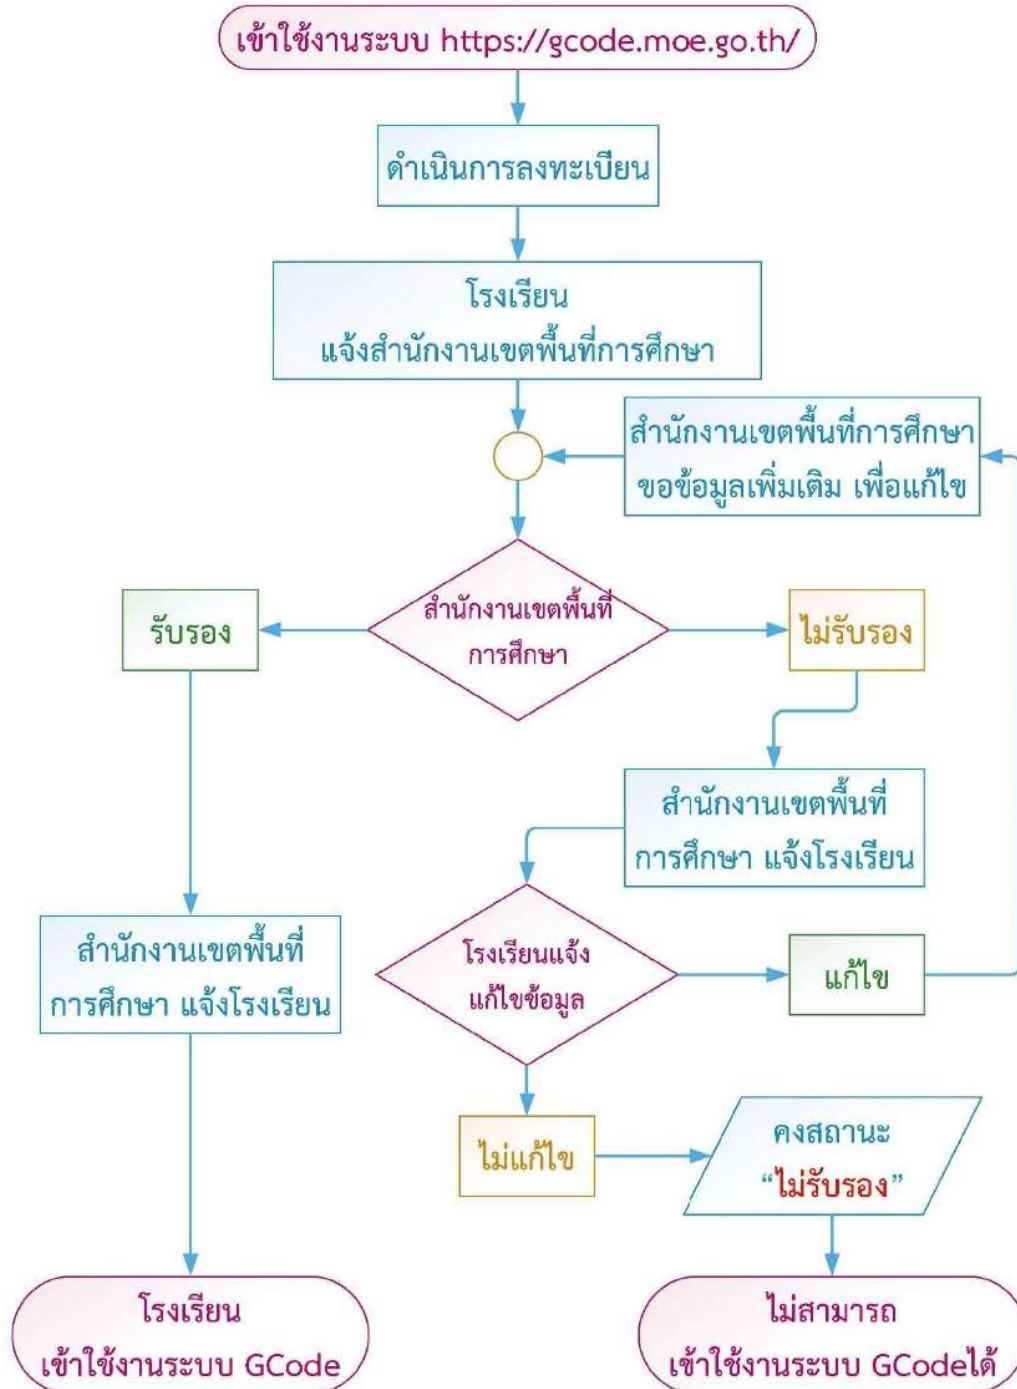 เข้าใช้งานระบบ https://gcode.moe.go.th/
ดำเนินการลงทะเบียน
โรงเรียน
แจ้งสำนักงานเขตพื้นที่การศึกษา
สำนักงานเขตพื้นที่การศึกษา
ขอข้อมูลเพิ่มเติม เพื่อแก้ไข
สำนักงานเขตพื้นที่
การศึกษา
รับรอง
ไม่รับรอง
สำนักงานเขตพื้นที่
การศึกษา แจ้งโรงเรียน
สำนักงานเขตพื้นที่
การศึกษา แจ้งโรงเรียน
โรงเรียนแจ้ง
แก้ไขข้อมูล
แก้ไข
ไม่แก้ไข
คงสถานะ
“ไม่รับรอง”
โรงเรียน
เข้าใช้งานระบบ GCode
ไม่สามารถ
เข้าใช้งานระบบ GCodeได้